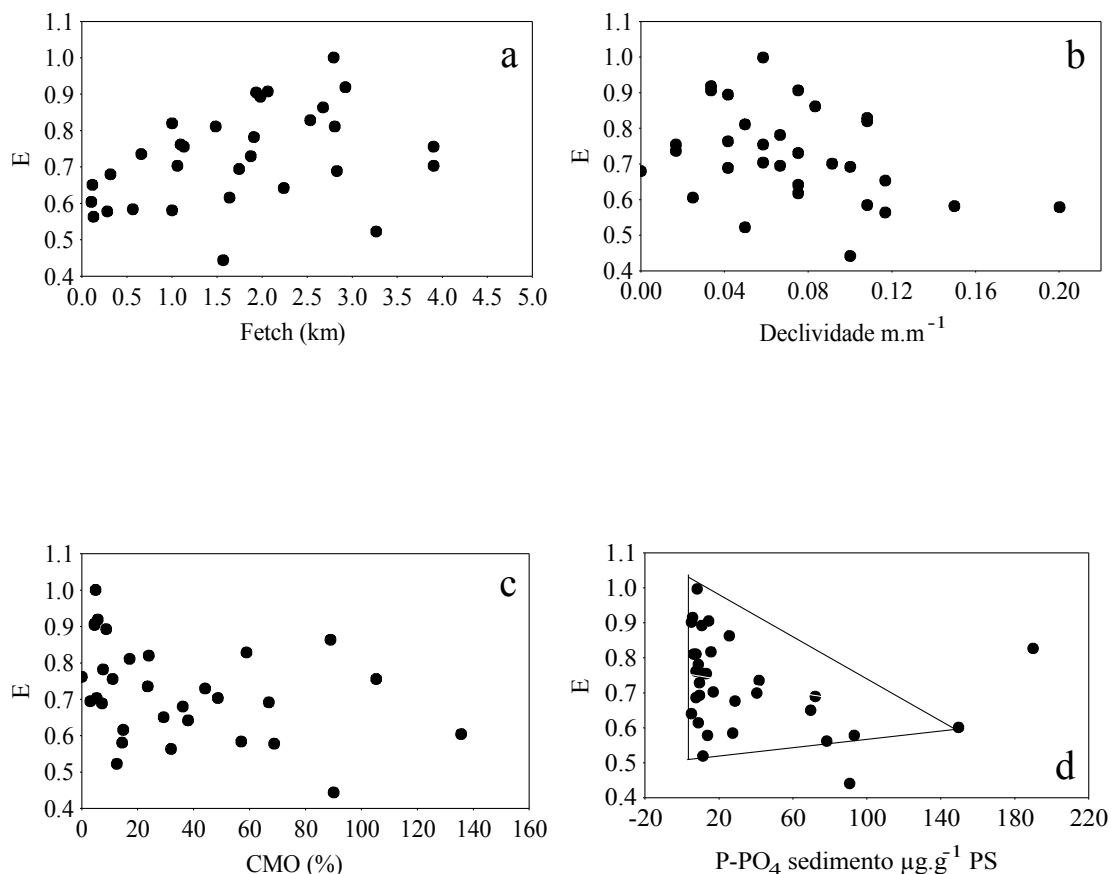 1.1
1.0
0.9
0.8
0.7
0.6
0.5
0.4
E
a
0.0 0.5 1.0 1.5 2.0 2.5 3.0 3.5 4.0 4.5 5.0
Fetch (km)
1.1
1.0
0.9
0.8
0.7
0.6
0.5
0.4
E
b
0.00 0.04 0.08 0.12 0.16 0.20
Declividade m.m⁻¹
1.1
1.0
0.9
0.8
0.7
0.6
0.5
0.4
E
c
0 20 40 60 80 100 120 140 160
CMO (%)
1.1
1.0
0.9
0.8
0.7
0.6
0.5
0.4
E
d
-20 20 60 100 150 180 220
P-PO₄ sedimento µg.g⁻¹ PS